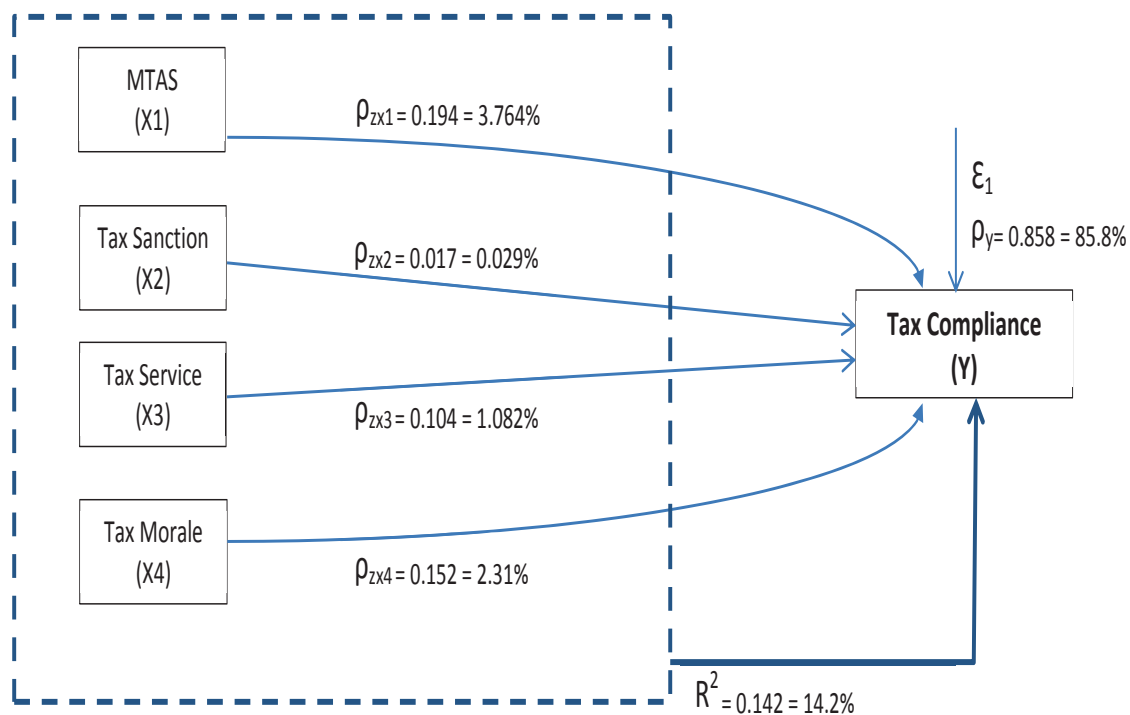 MTAS
(X1)
ρzx1 = 0.194 = 3.764%
ε1
ρy= 0.858 = 85.8%
Tax Sanction
(X2)
ρzx2 = 0.017 = 0.029%
Tax Compliance
(Y)
Tax Service
(X3)
ρzx3 = 0.104 = 1.082%
Tax Morale
(X4)
ρzx4 = 0.152 = 2.31%
R2 = 0.142 = 14.2%